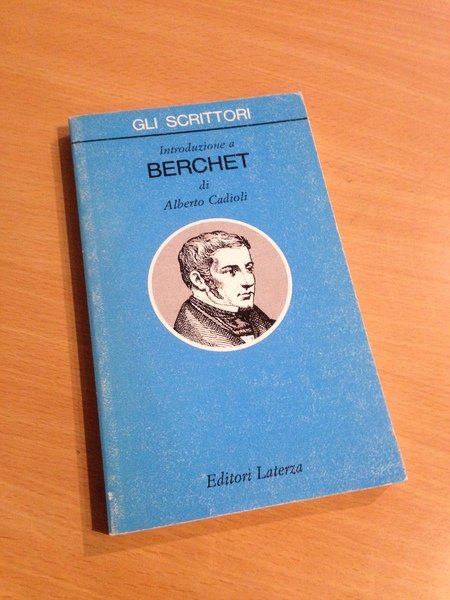 GLI SCRITTORI
Introduzione a
BERCHET
di
Alberto Cadioli
Editori Laterza